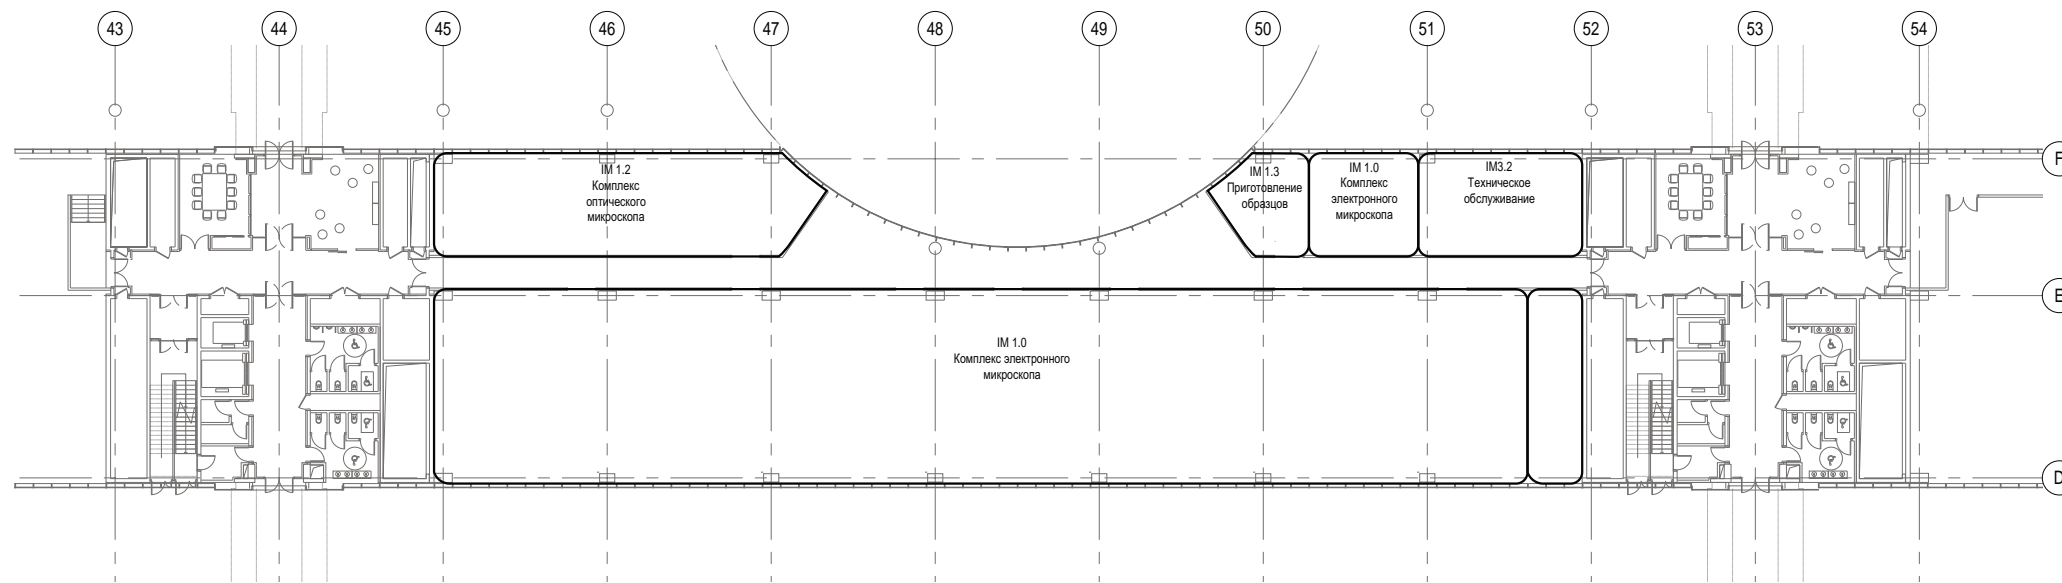 43 44 45 46 47 48 49 50 51 52 53 54
F
IM 1.2
Комплекс
оптического
микроскопа
IM 1.3
Приготовление
образцов
IM 1.0
Комплекс
электронного
микроскопа
IM3.2
Техническое
обслуживание
E
IM 1.0
Комплекс электронного
микроскопа
D